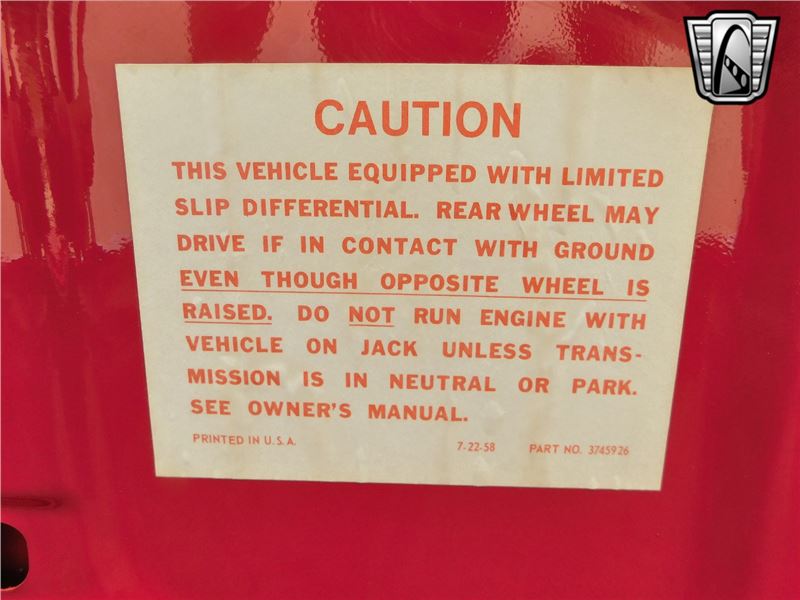 CAUTION
THIS VEHICLE EQUIPPED WITH LIMITED
SLIP DIFFERENTIAL. REAR WHEEL MAY
DRIVE IF IN CONTACT WITH GROUND
EVEN THOUGH OPPOSITE WHEEL IS
RAISED. DO NOT RUN ENGINE WITH
VEHICLE ON JACK UNLESS TRANS-
MISSION IS IN NEUTRAL OR PARK.
SEE OWNER'S MANUAL.
PRINTED IN U.S.A. 7-22-58 PART NO. 3745926